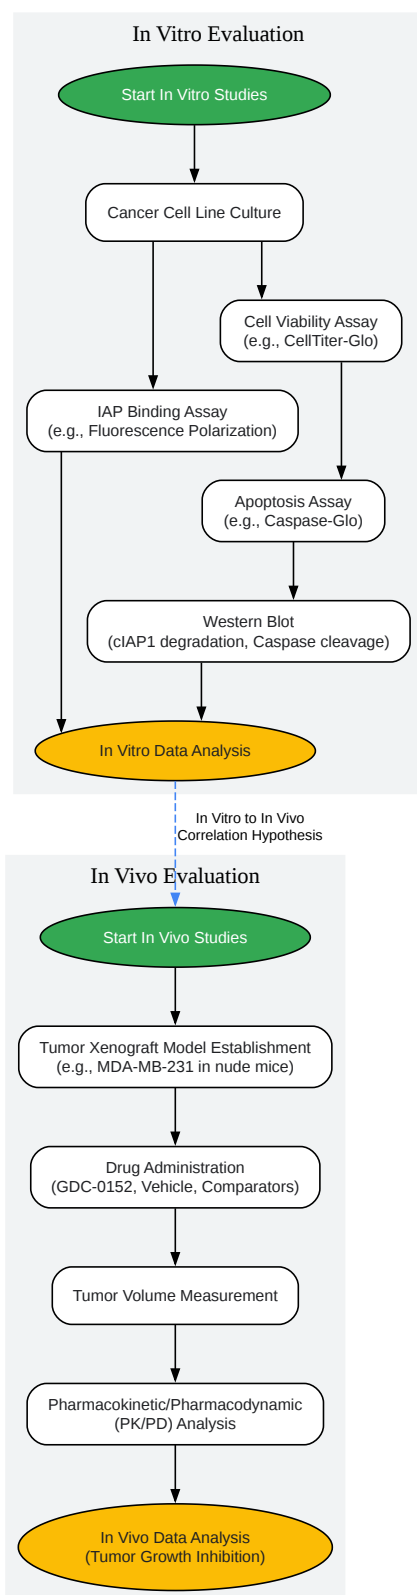 In Vitro Evaluation
Start In Vitro Studies
Cancer Cell Line Culture
Cell Viability Assay
(e.g., CellTiter-Glo)
IAP Binding Assay
(e.g., Fluorescence Polarization)
Apoptosis Assay
(e.g., Caspase-Glo)
Western Blot
(cIAP1 degradation, Caspase cleavage)
In Vitro Data Analysis
In Vitro to In Vivo
Correlation Hypothesis
In Vivo Evaluation
Start In Vivo Studies
Tumor Xenograft Model Establishment
(e.g., MDA-MB-231 in nude mice)
Drug Administration
(GDC-0152, Vehicle, Comparators)
Tumor Volume Measurement
Pharmacokinetic/Pharmacodynamic
(PK/PD) Analysis
In Vivo Data Analysis
(Tumor Growth Inhibition)